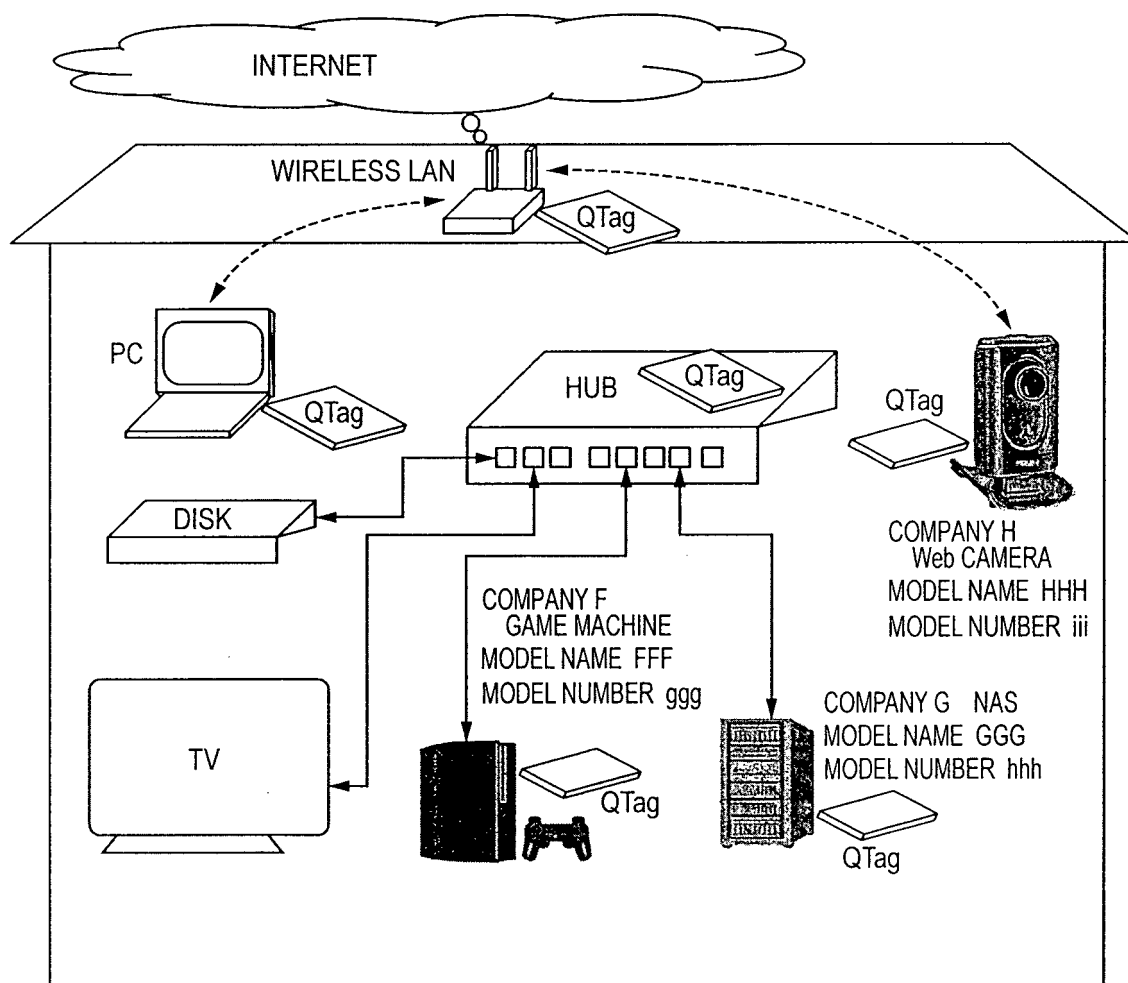 INTERNET
WIRELESS LAN
QTag
PC
QTag
HUB
QTag
QTag
DISK
COMPANY H
Web CAMERA
MODEL NAME HHH
MODEL NUMBER iii
COMPANY F
GAME MACHINE
MODEL NAME FFF
MODEL NUMBER ggg
TV
QTag
COMPANY G NAS
MODEL NAME GGG
MODEL NUMBER hhh
QTag